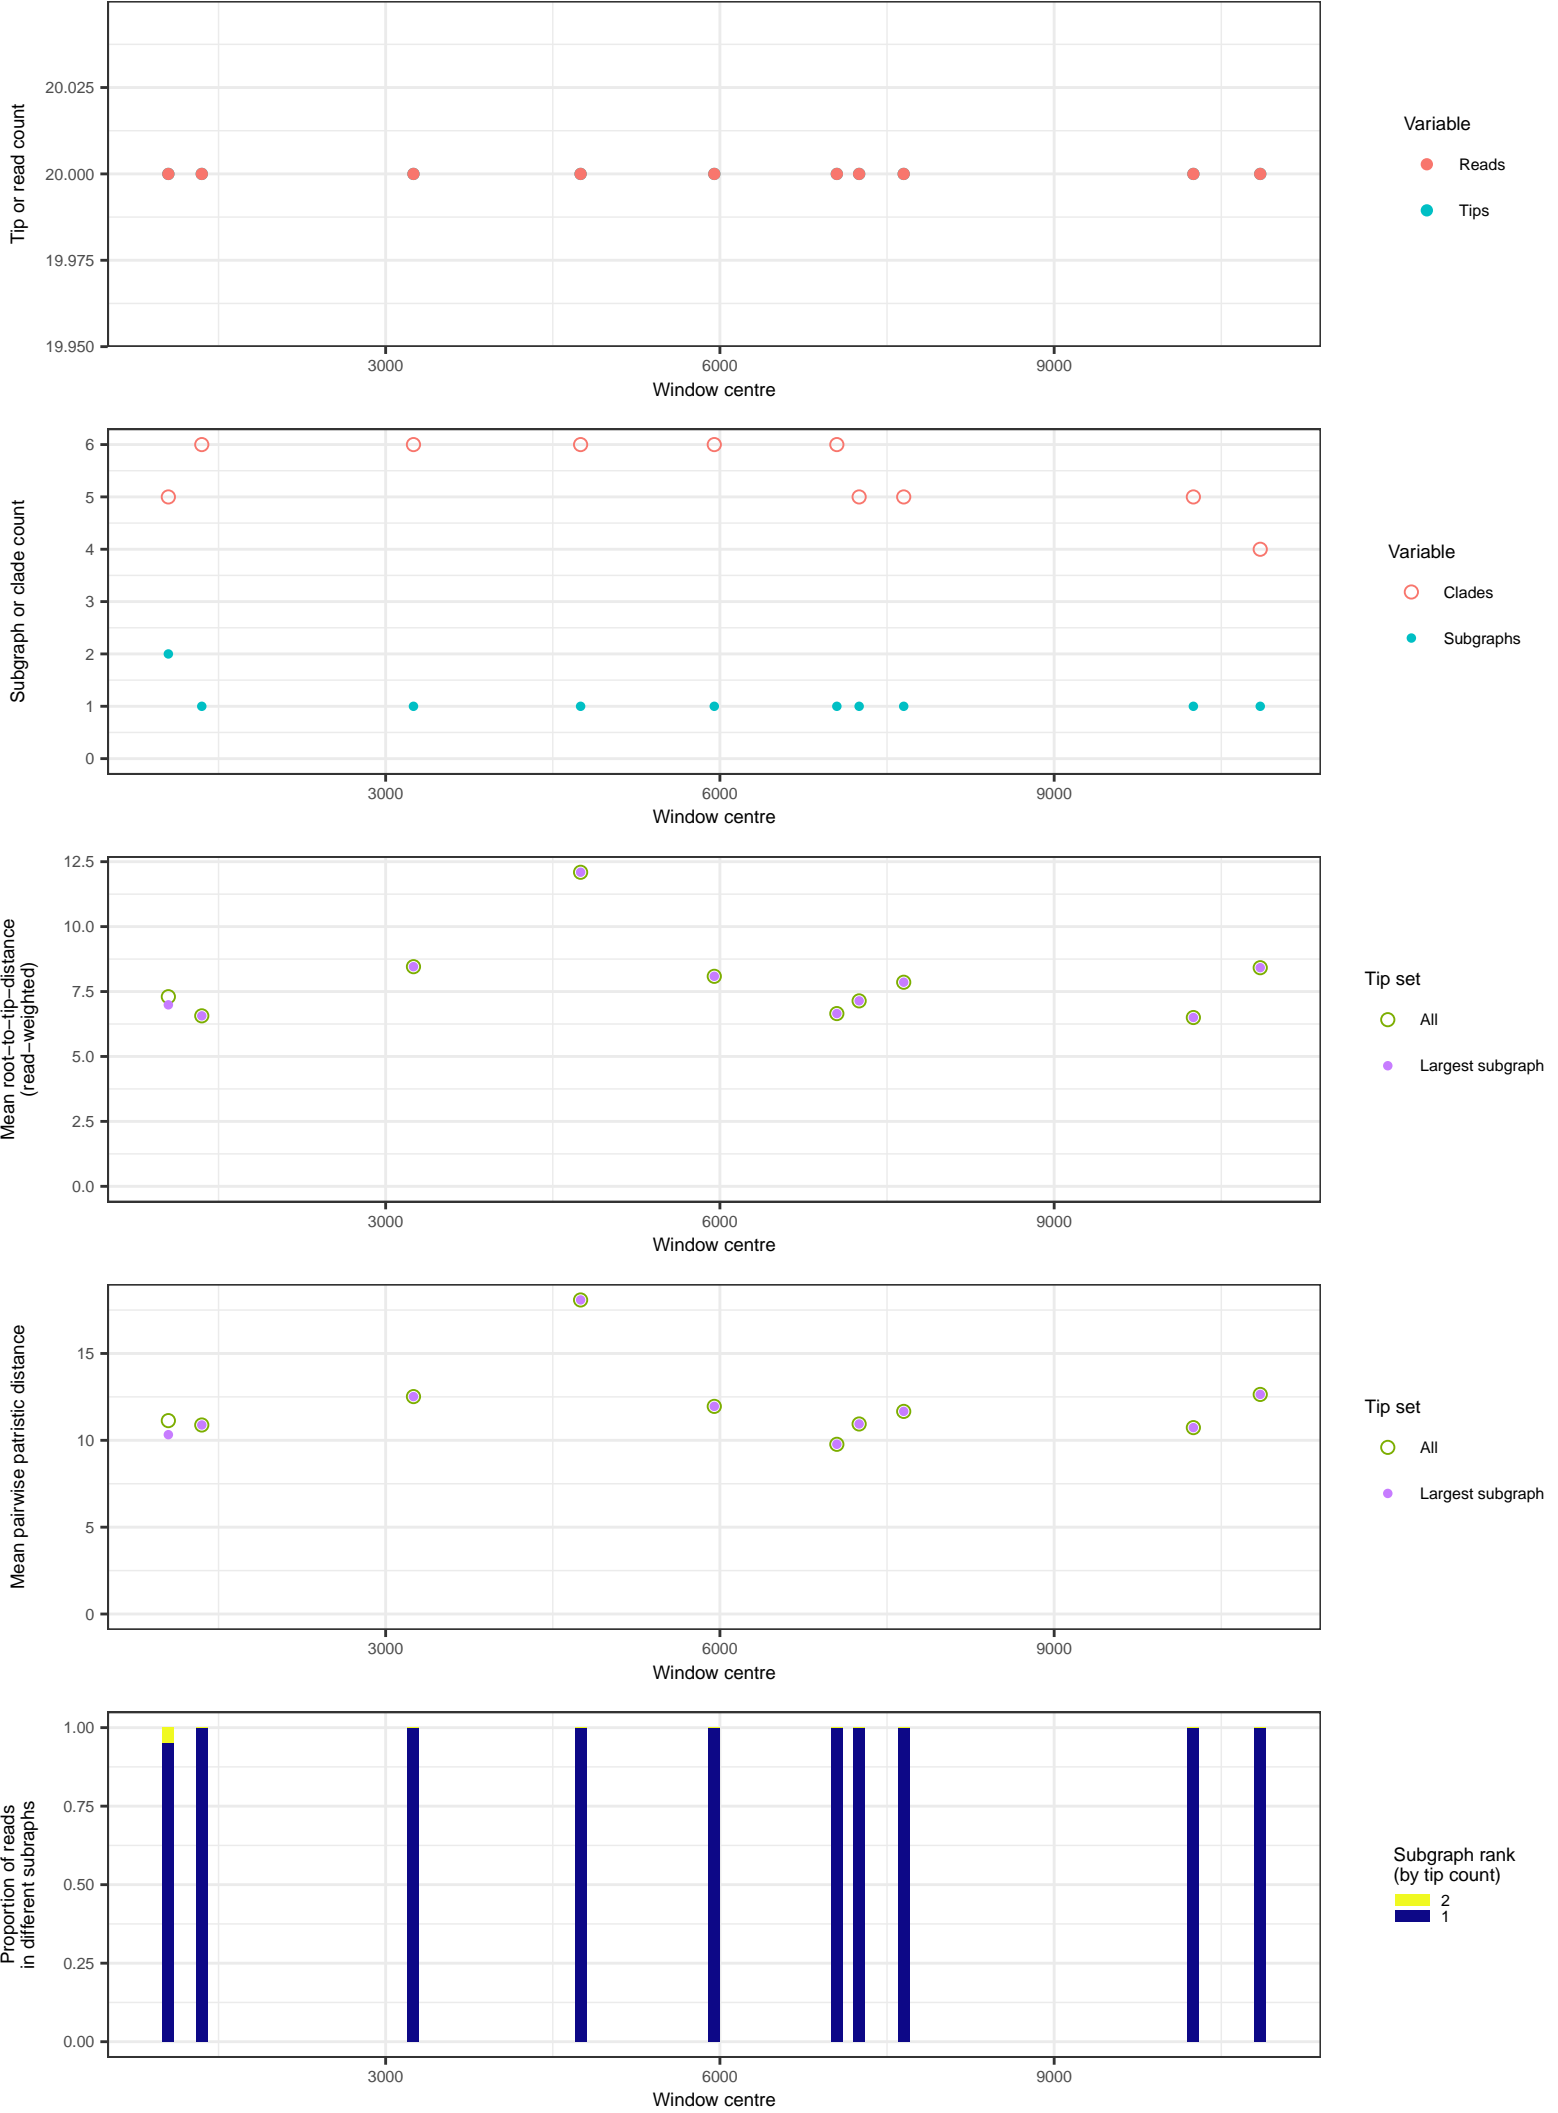 20.025
20.000
19.975
19.950
Tip or read count
3000 6000 9000
Window centre
Variable
Reads
Tips
6
5
4
3
2
1
0
Subgraph or clade count
3000 6000 9000
Window centre
Variable
Clades
Subgraphs
12.5
10.0
7.5
5.0
2.5
0.0
Mean root−to−tip−distance
(read−weighted)
3000 6000 9000
Window centre
Tip set
All
Largest subgraph
15
10
5
0
Mean pairwise patristic distance
3000 6000 9000
Window centre
Tip set
All
Largest subgraph
1.00
0.75
0.50
0.25
0.00
Proportion of reads
in different subraphs
3000 6000 9000
Window centre
Subgraph rank
(by tip count)
2
1